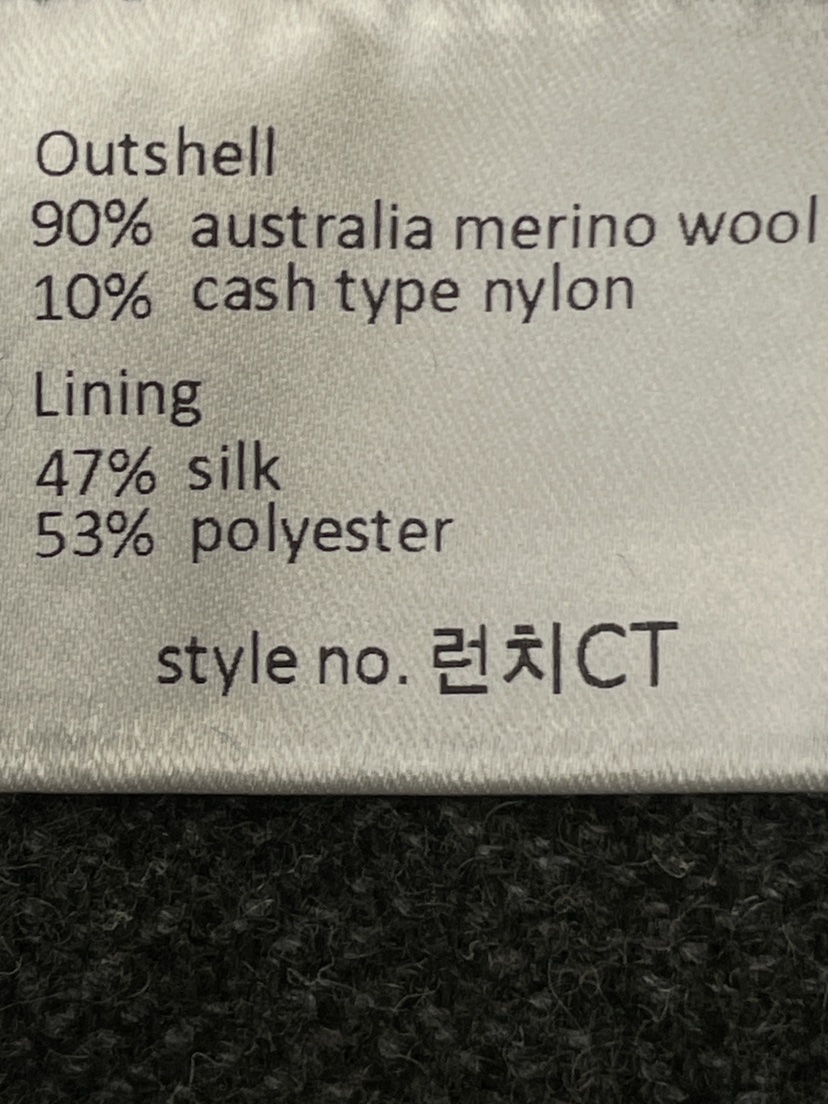 Outshell
90% australia merino wool
10% cash type nylon
Lining
47% silk
53% polyester
style no. 런치CT